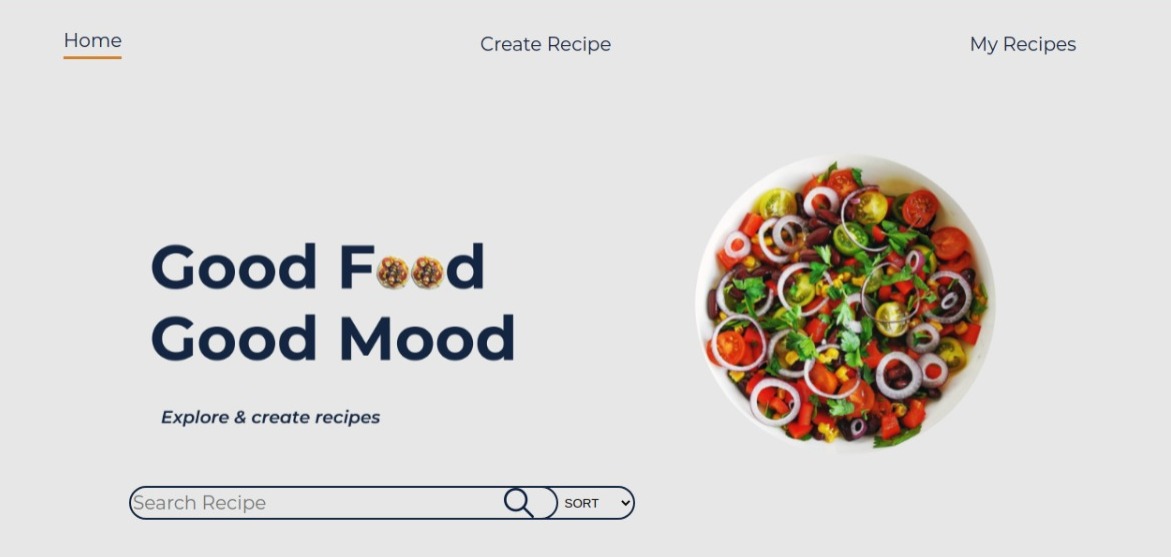 Home
Create Recipe
My Recipes
Good Food
Good Mood
Explore & create recipes
Search Recipe
SORT